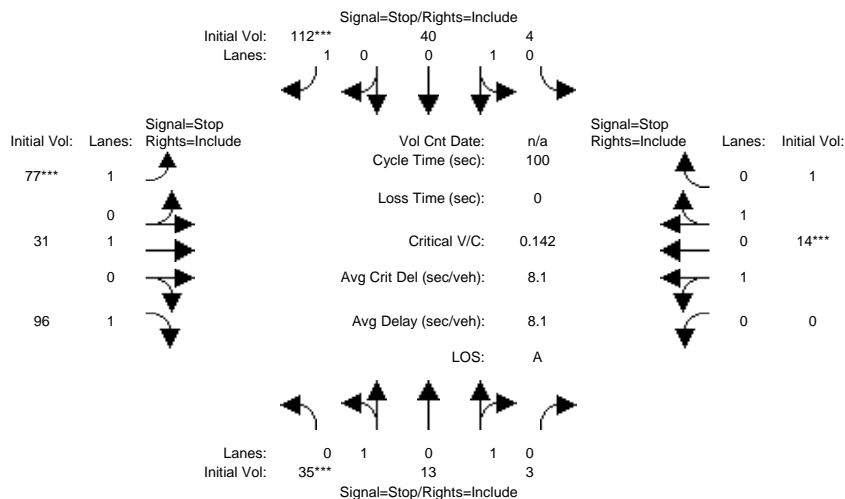 Signal=Stop/Rights=Include
Initial Vol: 112*** 40 4
Lanes: 1 0 0 1 0
Signal=Stop Signal=Stop
Initial Vol: Lanes: Rights=Include Vol Cnt Date: n/a Rights=Include Lanes: Initial Vol:
Cycle Time (sec): 100
77*** 1 0 1
Loss Time (sec): 0
0 1
31 1 Critical V/C: 0.142 0 14***
0 Avg Crit Del (sec/veh): 8.1 1
96 1 Avg Delay (sec/veh): 8.1 0 0
LOS: A
Lanes: 0 1 0 1 0
Initial Vol: 35*** 13 3
Signal=Stop/Rights=Include